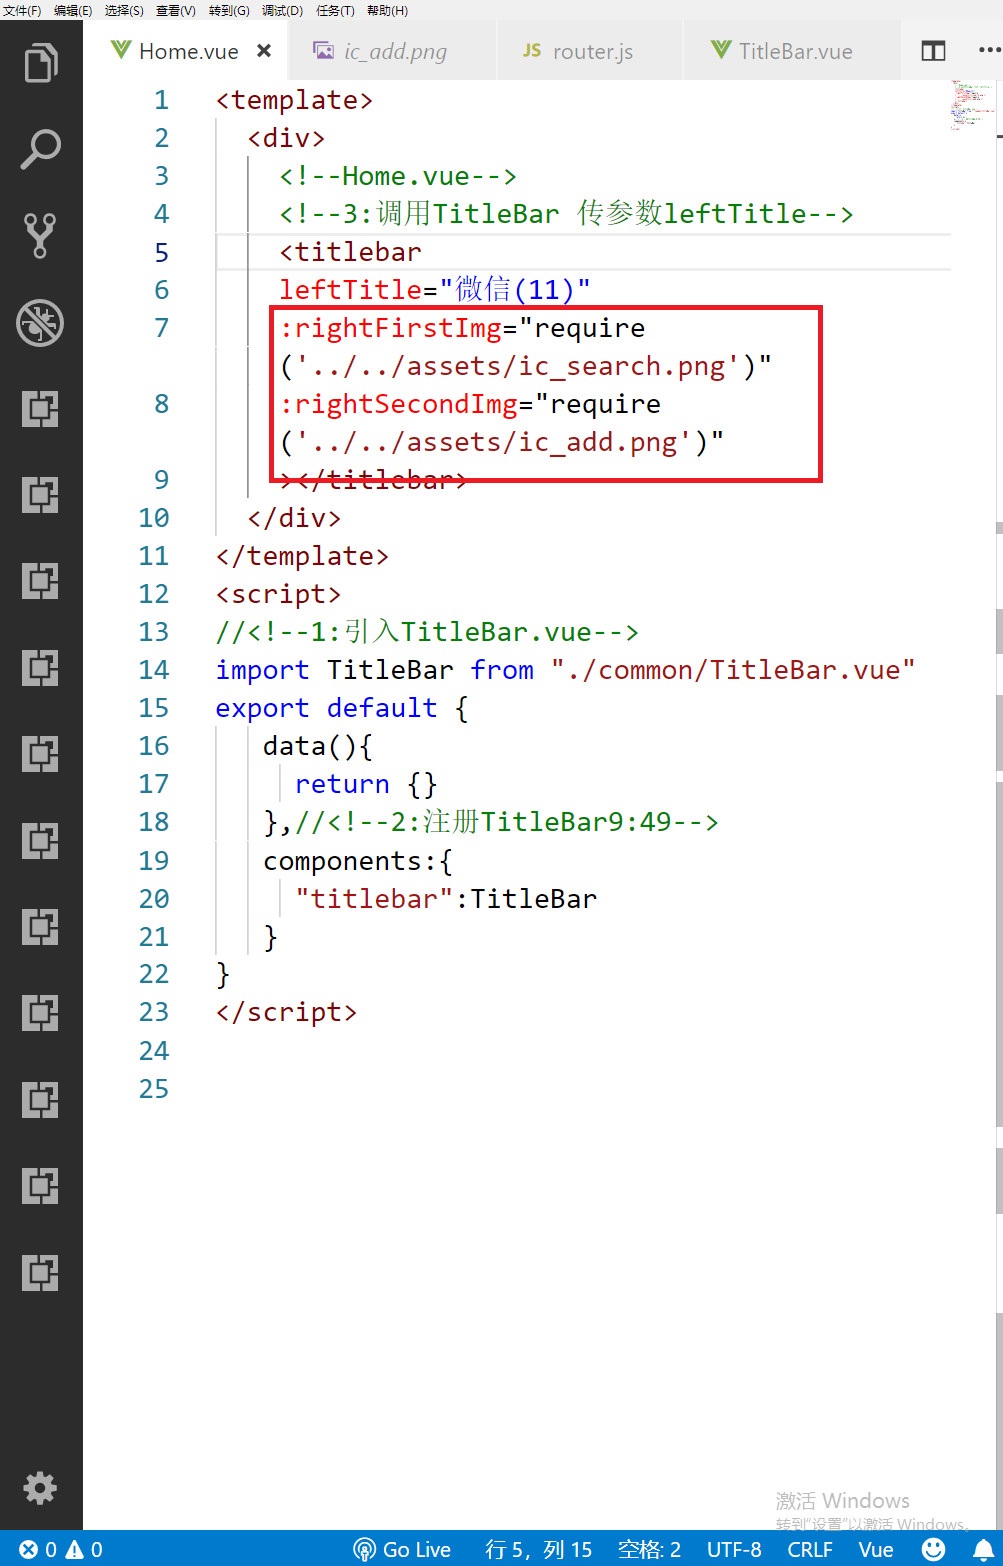 文件(F) 编辑(E) 选择(S) 查看(V) 转到(G) 调试(D) 任务(T) 帮助(H)
Home.vue ic_add.png JS router.js TitleBar.vue
1 <template>
2 <div>
3 <!--Home.vue-->
4 <!--3:调用TitleBar 传参数leftTitle-->
5 <titlebar
6 leftTitle="微信(11)"
7 :rightFirstImg="require
('../../assets/ic_search.png')"
8 :rightSecondImg="require
('../../assets/ic_add.png')"
9 ></titlebar>
10 </div>
11 </template>
12 <script>
13 //<!--1:引入TitleBar.vue-->
14 import TitleBar from "./common/TitleBar.vue"
15 export default {
16 data(){
17 return {}
18 },//<!--2:注册TitleBar9:49-->
19 components:{
20 "titlebar":TitleBar
21 }
22 }
23 </script>
24
25
激活 Windows
转到"设置"以激活 Windows。
0 0 Go Live 行 5，列 15 空格: 2 UTF-8 CRLF Vue